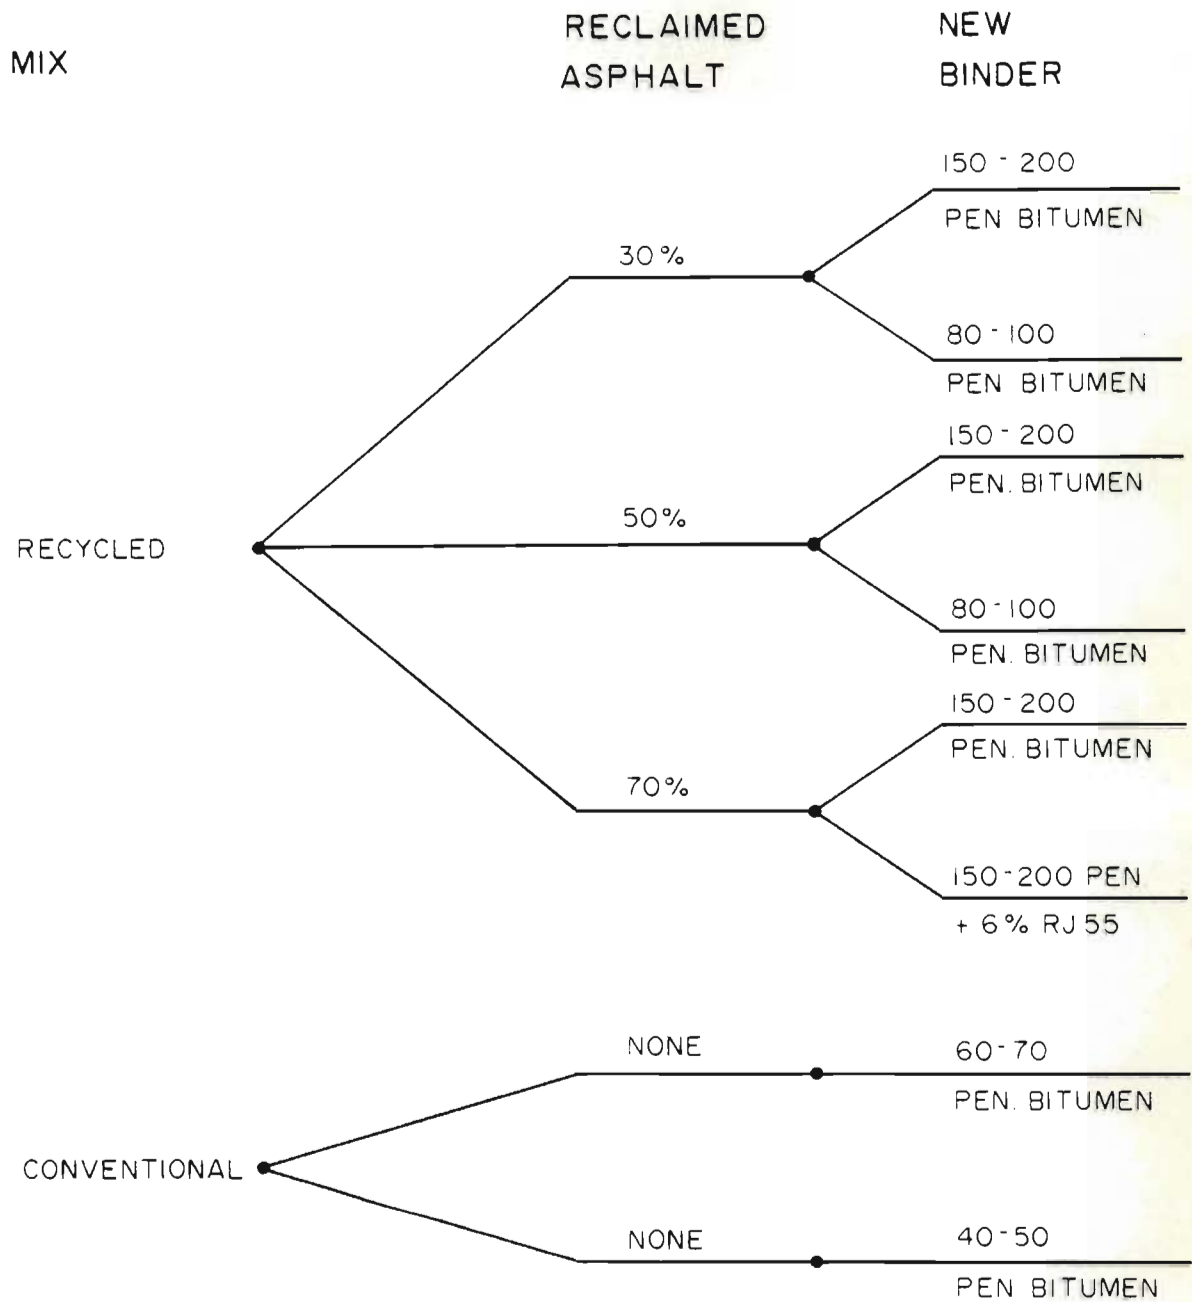 MIX
RECLAIMED
ASPHALT
NEW
BINDER
150 - 200
PEN BITUMEN
30%
80 - 100
PEN BITUMEN
150 - 200
PEN. BITUMEN
50%
RECYCLED
80 - 100
PEN. BITUMEN
150 - 200
PEN. BITUMEN
70%
150 - 200 PEN
+ 6% RJ 55
NONE
60 - 70
PEN. BITUMEN
CONVENTIONAL
NONE
40 - 50
PEN BITUMEN